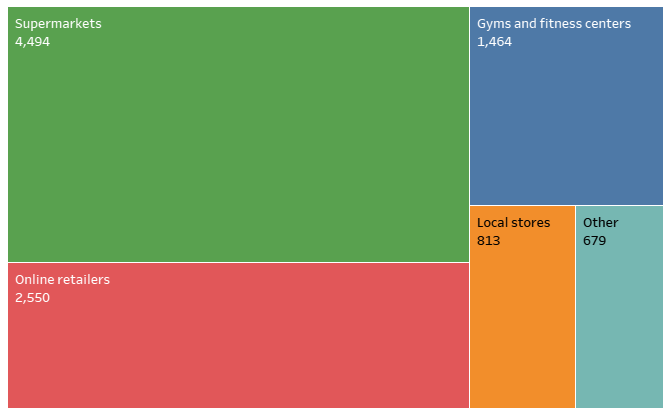 Supermarkets
4,494
Gyms and fitness centers
1,464
Local stores
813
Other
679
Online retailers
2,550